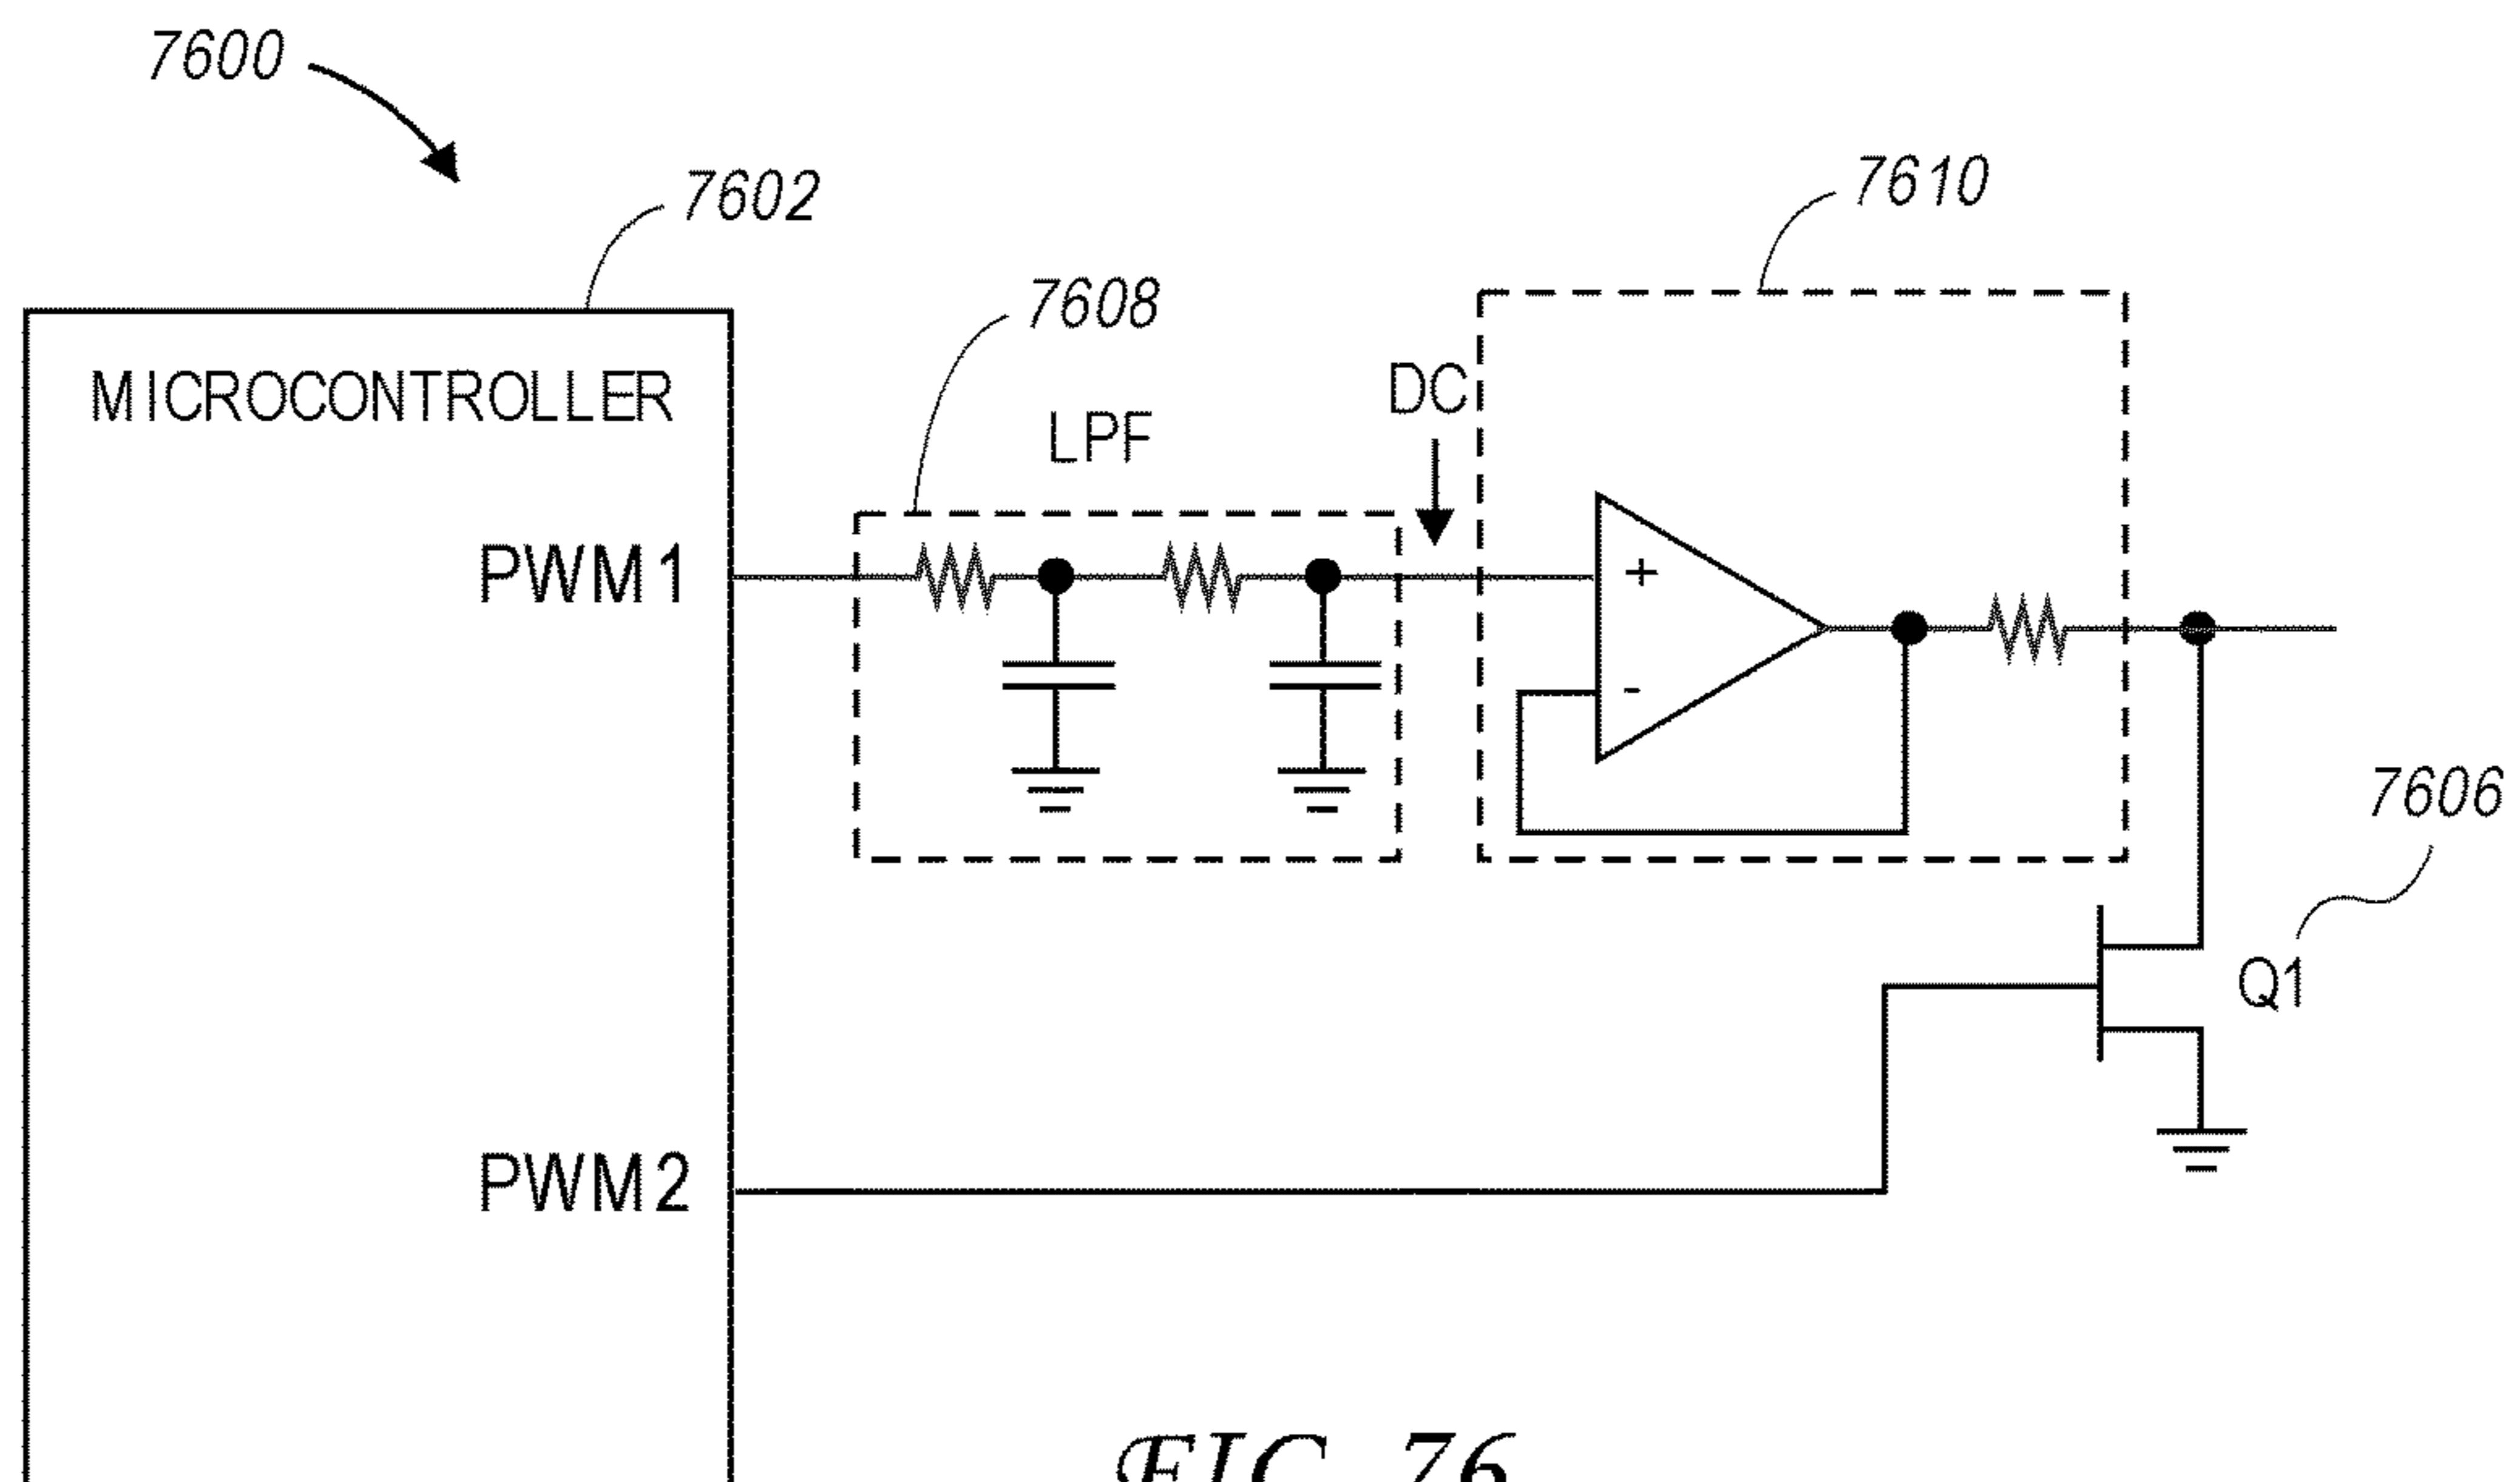 7600
7602
7610
7608
MICROCONTROLLER
LPF
DC
PWM1
+
-
7606
Q1
PWM2
FIG. 76